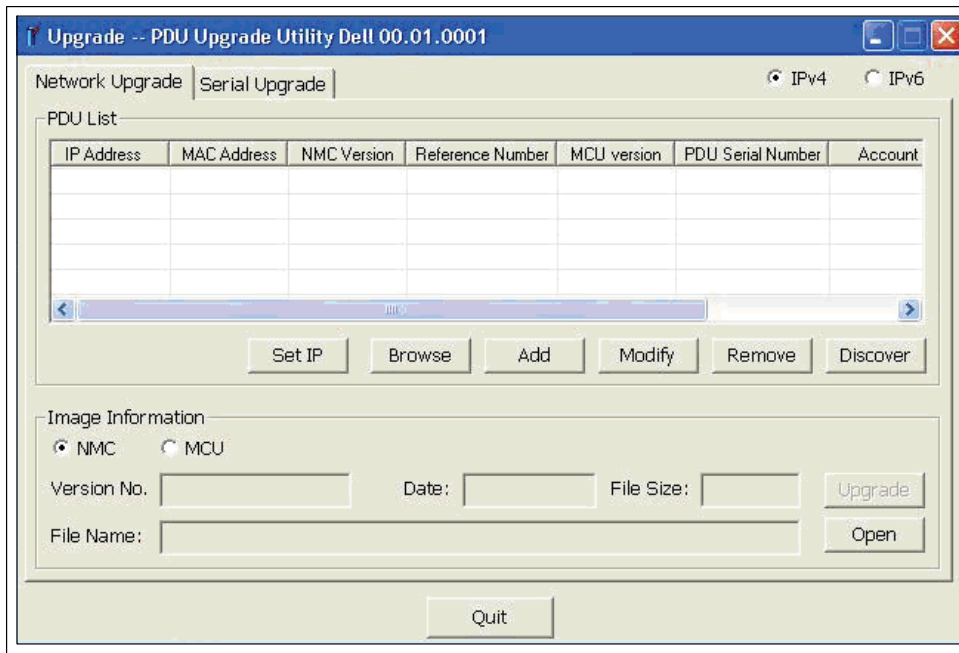 Upgrade -- PDU Upgrade Utility Dell 00.01.0001
Network Upgrade Serial Upgrade IPv4 IPv6
PDU List
IP Address MAC Address NMC Version Reference Number MCU version PDU Serial Number Account
Set IP Browse Add Modify Remove Discover
Image Information
NMC MCU
Version No. Date: File Size: Upgrade
File Name: Open
Quit